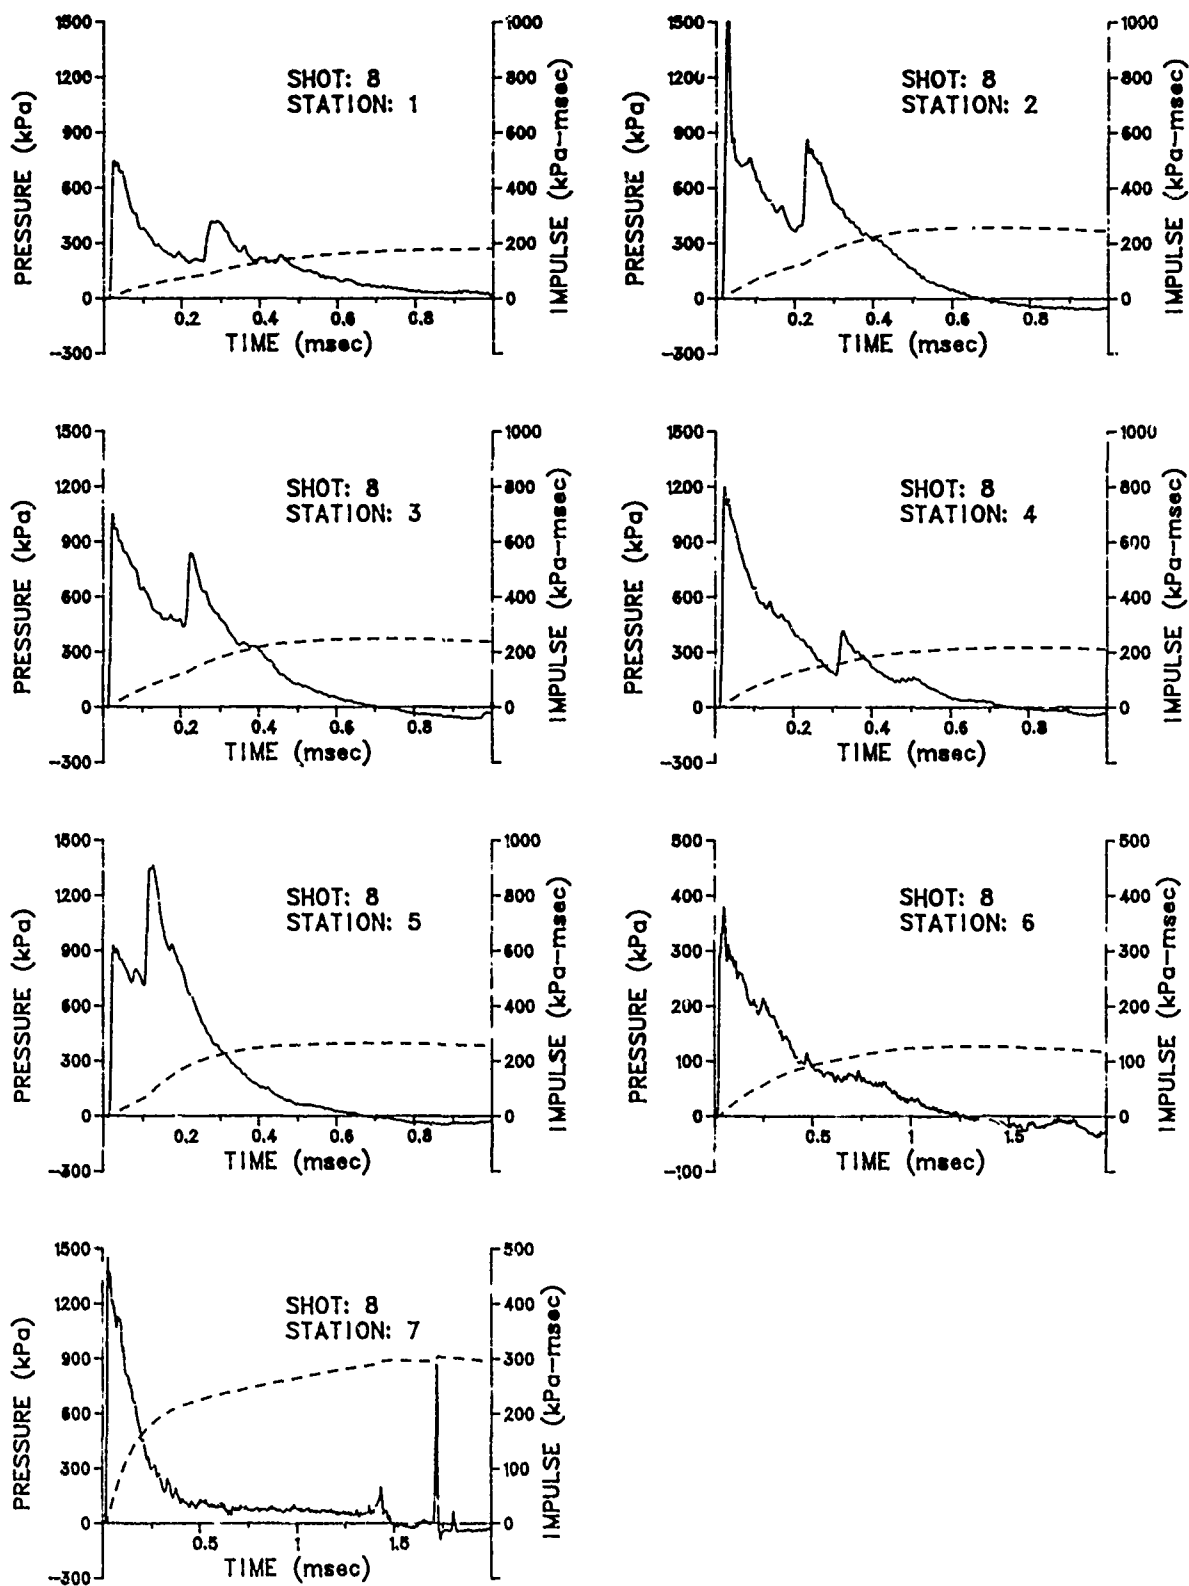 SHOT: 8
STATION: 1
PRESSURE (kPa)
1500
1200
900
600
300
0
-300
0.2 0.4 0.6 0.8
TIME (msec)
1000
800
600
400
200
0
IMPULSE (kPa-msec)
SHOT: 8
STATION: 2
PRESSURE (kPa)
1500
1200
900
600
300
0
-300
0.2 0.4 0.6 0.8
TIME (msec)
1000
800
600
400
200
0
IMPULSE (kPa-msec)
SHOT: 8
STATION: 3
PRESSURE (kPa)
1500
1200
900
600
300
0
-300
0.2 0.4 0.6 0.8
TIME (msec)
1000
800
600
400
200
0
IMPULSE (kPa-msec)
SHOT: 8
STATION: 4
PRESSURE (kPa)
1500
1200
900
600
300
0
-300
0.2 0.4 0.6 0.8
TIME (msec)
1000
800
600
400
200
0
IMPULSE (kPa-msec)
SHOT: 8
STATION: 5
PRESSURE (kPa)
1500
1200
900
600
300
0
-300
0.2 0.4 0.6 0.8
TIME (msec)
1000
800
600
400
200
0
IMPULSE (kPa-msec)
SHOT: 8
STATION: 6
PRESSURE (kPa)
500
400
300
200
100
0
-100
0.5 1 1.5
TIME (msec)
500
400
300
200
100
0
IMPULSE (kPa-msec)
SHOT: 8
STATION: 7
PRESSURE (kPa)
1500
1200
900
600
300
0
-300
0.5 1 1.5
TIME (msec)
500
400
300
200
100
0
IMPULSE (kPa-msec)